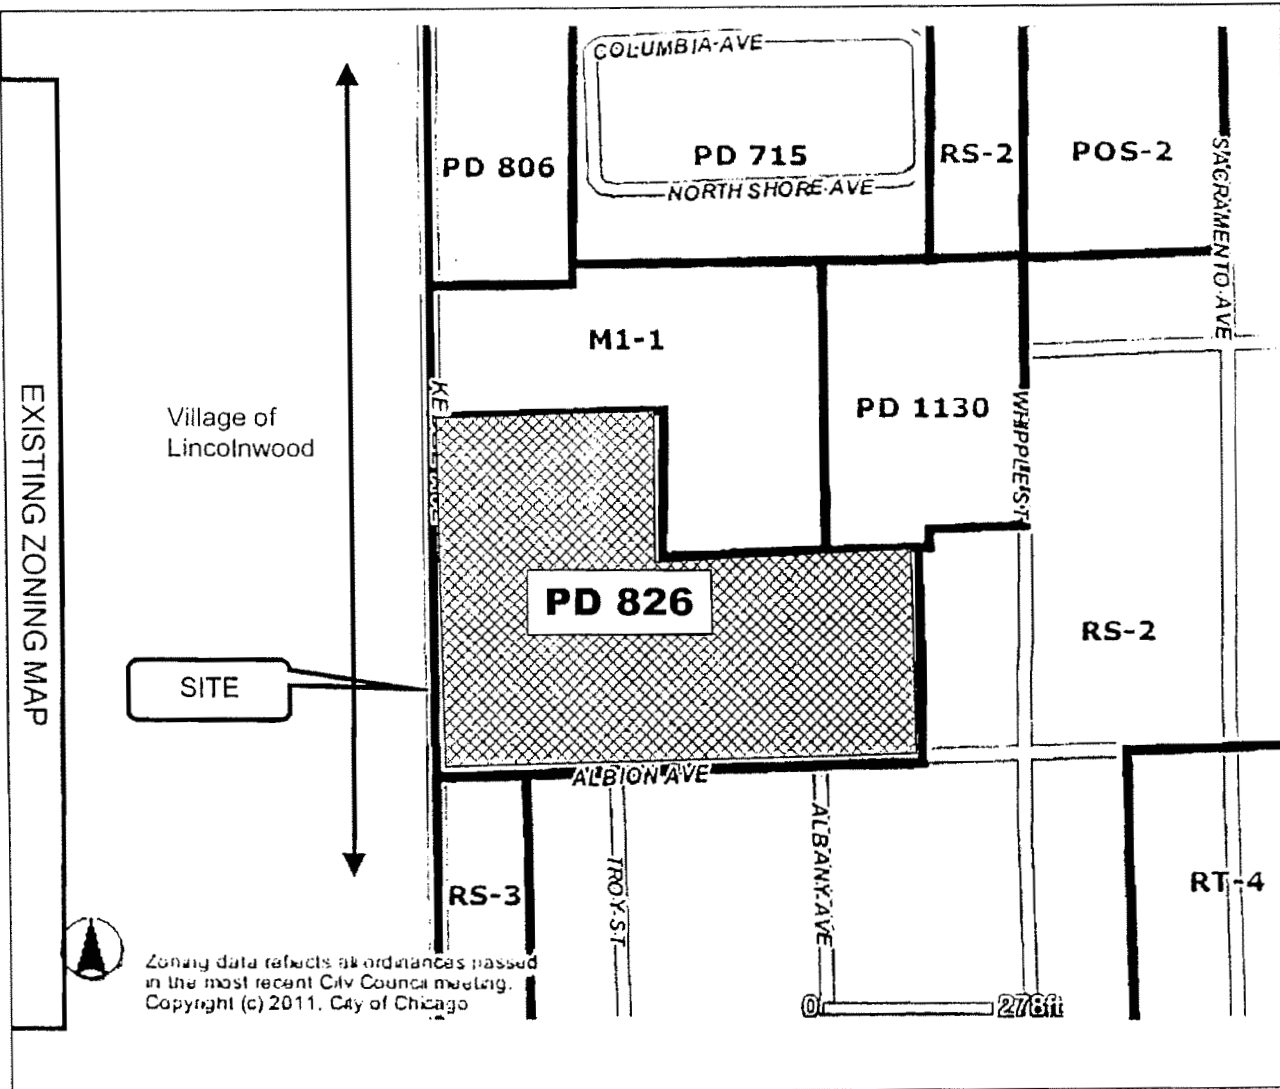 EXISTING ZONING MAP
COLUMBIA AVE
PD 806
PD 715
RS-2
POS-2
NORTH SHORE AVE
SACRAMENTO AVE
M1-1
KE
PD 1130
WHIPPLE ST
Village of
Lincolnwood
PD 826
RS-2
SITE
ALBION AVE
RS-3
TROY ST
ALBANY AVE
RT-4
Zoning data reflects all ordinances passed
in the most recent City Council meeting.
Copyright (c) 2011, City of Chicago
0 278ft